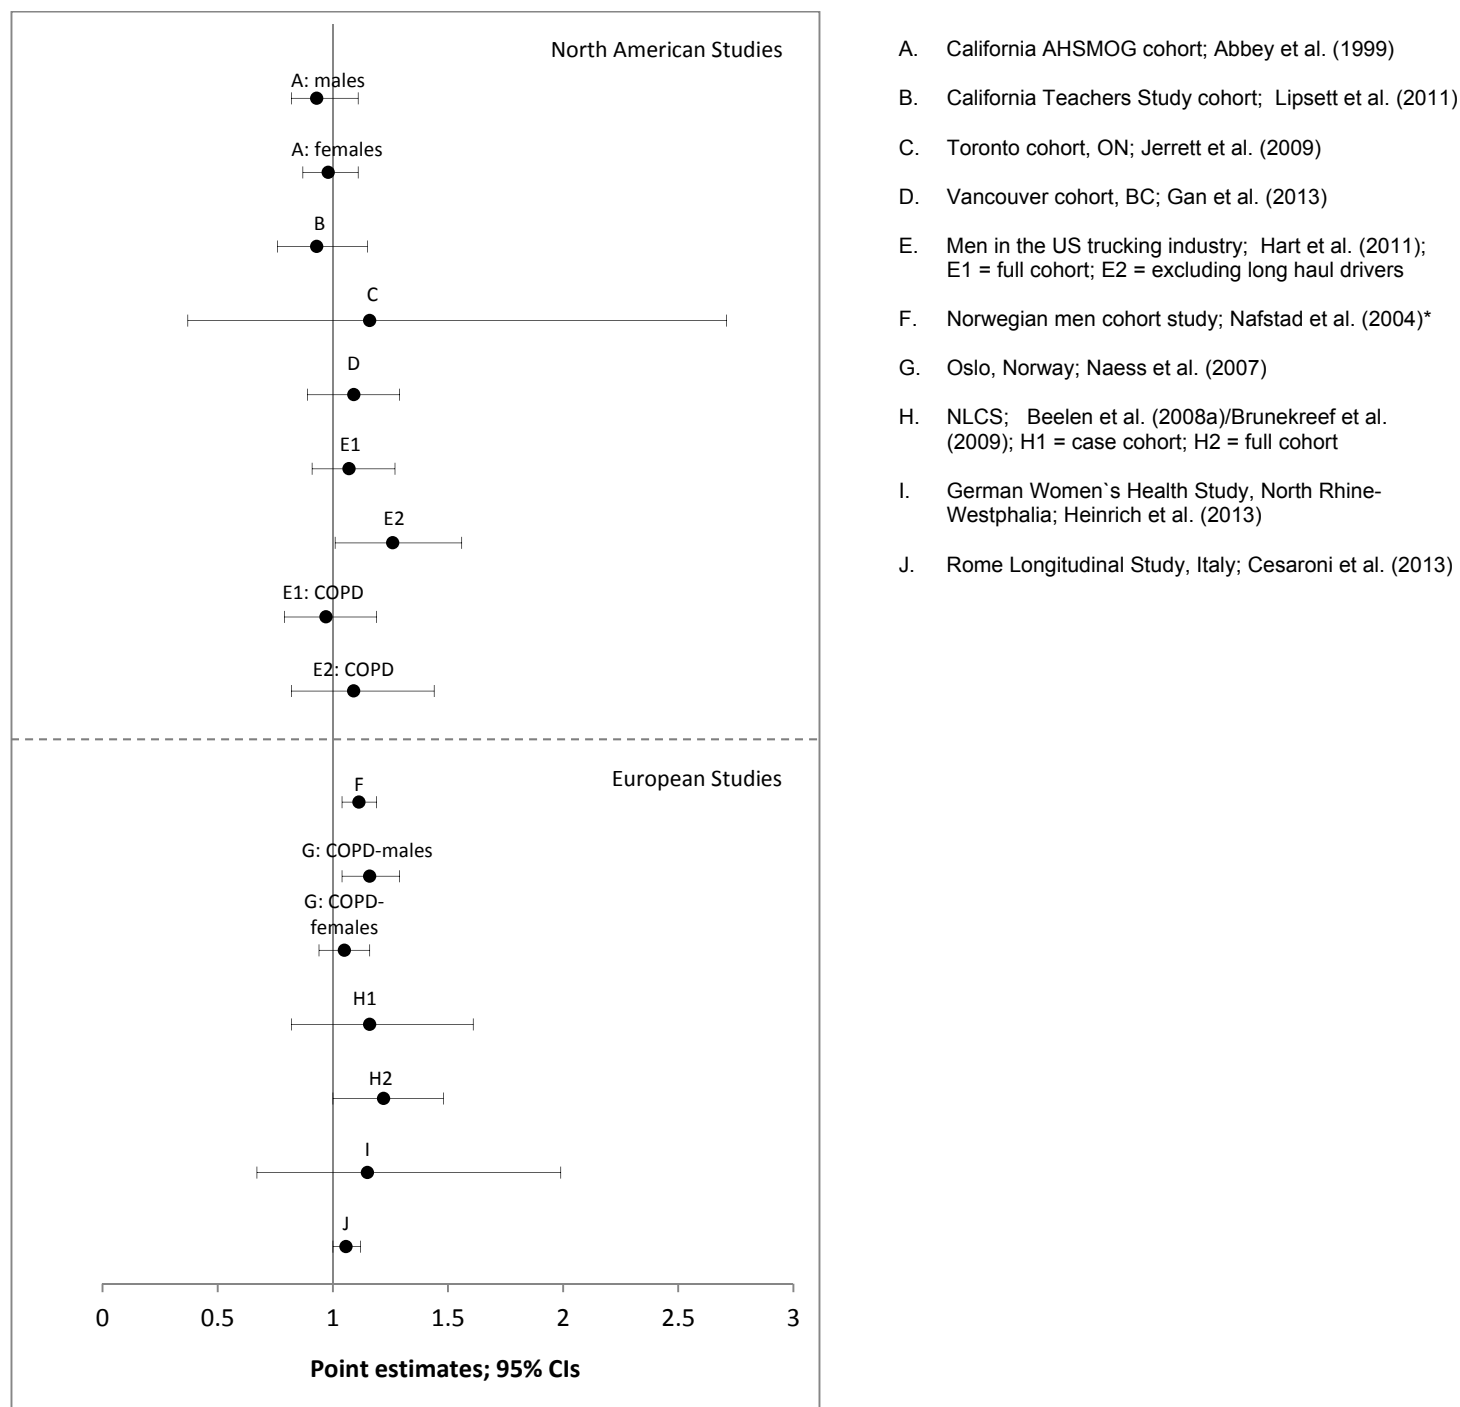 North American Studies
A: males
A: females
B
C
D
E1
E2
E1: COPD
E2: COPD
European Studies
F
G: COPD-males
G: COPD-
females
H1
H2
I
J
0 0.5 1 1.5 2 2.5 3
Point estimates; 95% CIs
A. California AHSMOG cohort; Abbey et al. (1999)
B. California Teachers Study cohort; Lipsett et al. (2011)
C. Toronto cohort, ON; Jerrett et al. (2009)
D. Vancouver cohort, BC; Gan et al. (2013)
E. Men in the US trucking industry; Hart et al. (2011);
E1 = full cohort; E2 = excluding long haul drivers
F. Norwegian men cohort study; Nafstad et al. (2004)*
G. Oslo, Norway; Naess et al. (2007)
H. NLCS; Beelen et al. (2008a)/Brunekreef et al.
(2009); H1 = case cohort; H2 = full cohort
I. German Women`s Health Study, North Rhine-
Westphalia; Heinrich et al. (2013)
J. Rome Longitudinal Study, Italy; Cesaroni et al. (2013)